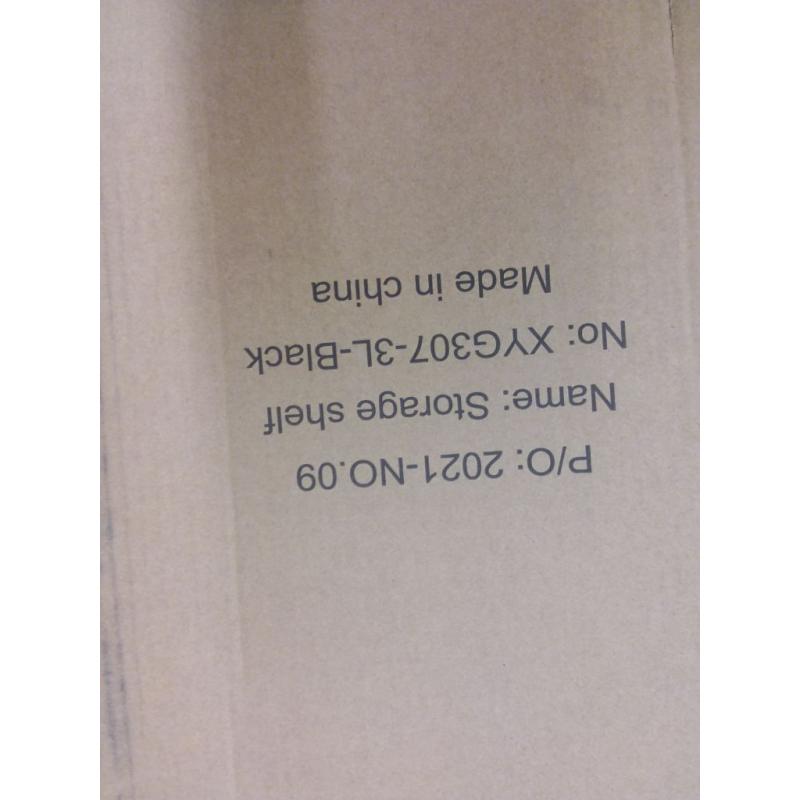 P/O: 2021-NO.09
Name: Storage shelf
No: XYG307-3L-Black
Made in china